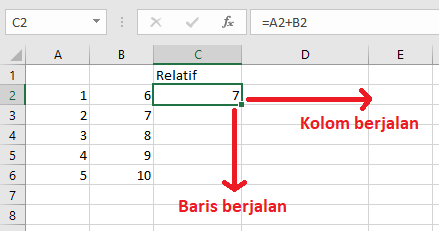 C2 =A2+B2
A B C D E
1 Relatif
2 1 6 7
3 2 7 Kolom berjalan
4 3 8
5 4 9
6 5 10 Baris berjalan
7
8